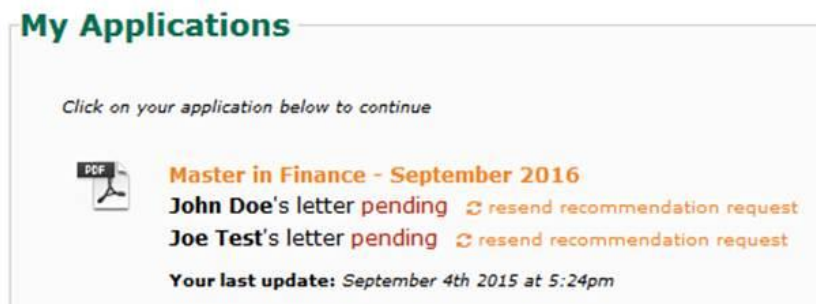 My Applications
Click on your application below to continue
PDF
Master in Finance - September 2016
John Doe's letter pending resend recommendation request
Joe Test's letter pending resend recommendation request
Your last update: September 4th 2015 at 5:24pm